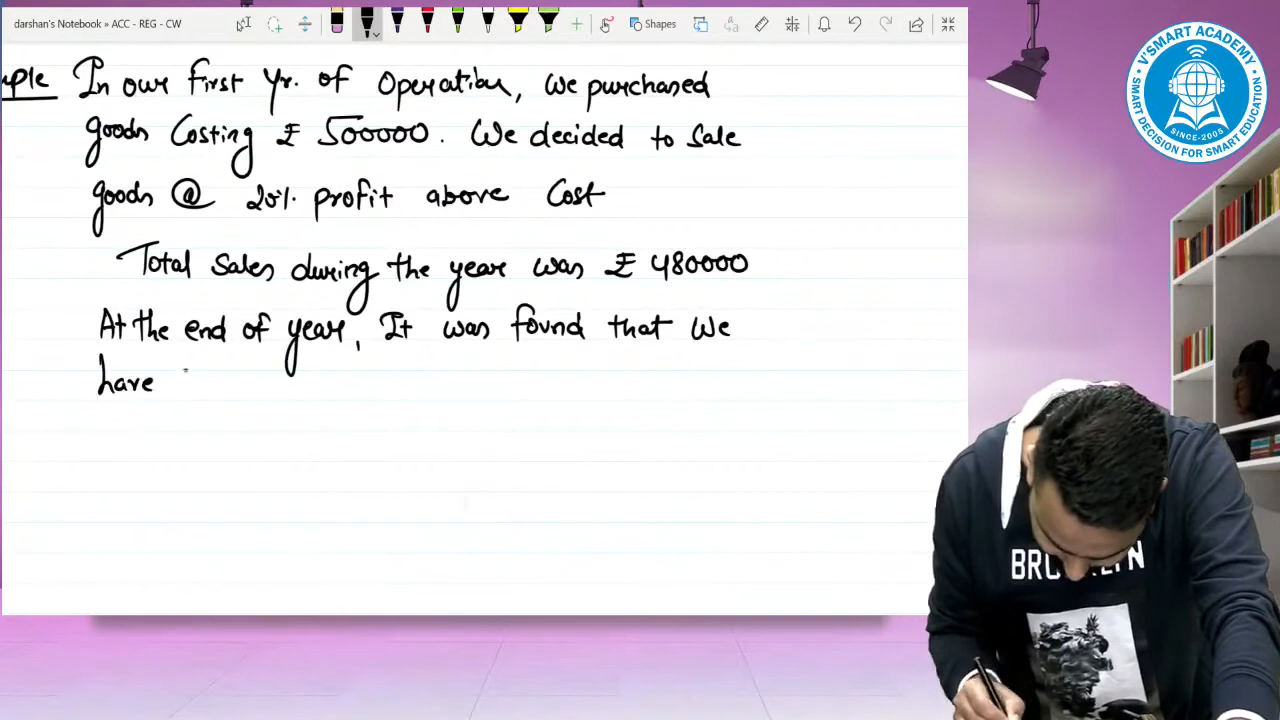 darshan's Notebook » ACC - REG - CW
Shapes
mple In our first Yr. of Operation, We purchased
goods Costing ₹ 500000. We decided to Sale
goods @ 20% profit above Cost
Total Sales during the year was ₹ 480000
At the end of year, It was found that We
have
V'SMART ACADEMY
SINCE-2005
SMART DECISION FOR SMART EDUCATION
BROOKLYN